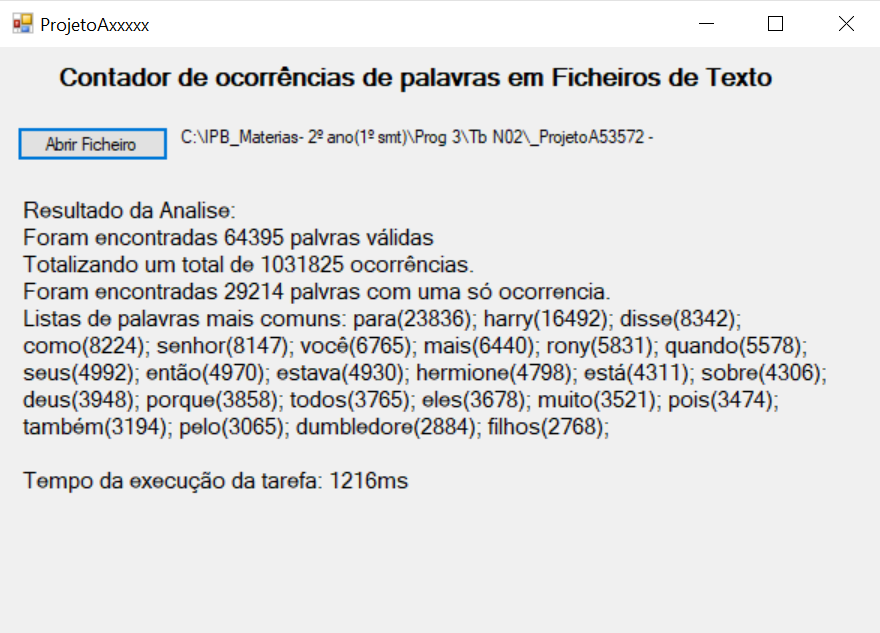 ProjetoAxxxxx
Contador de ocorrências de palavras em Ficheiros de Texto
Abrir Ficheiro
C:\IPB_Materias- 2º ano(1º smt)\Prog 3\Tb N02\_ProjetoA53572 -
Resultado da Analise:
Foram encontradas 64395 palvras válidas
Totalizando um total de 1031825 ocorrências.
Foram encontradas 29214 palvras com uma só ocorrencia.
Listas de palavras mais comuns: para(23836); harry(16492); disse(8342);
como(8224); senhor(8147); você(6765); mais(6440); rony(5831); quando(5578);
seus(4992); então(4970); estava(4930); hermione(4798); está(4311); sobre(4306);
deus(3948); porque(3858); todos(3765); eles(3678); muito(3521); pois(3474);
também(3194); pelo(3065); dumbledore(2884); filhos(2768);
Tempo da execução da tarefa: 1216ms